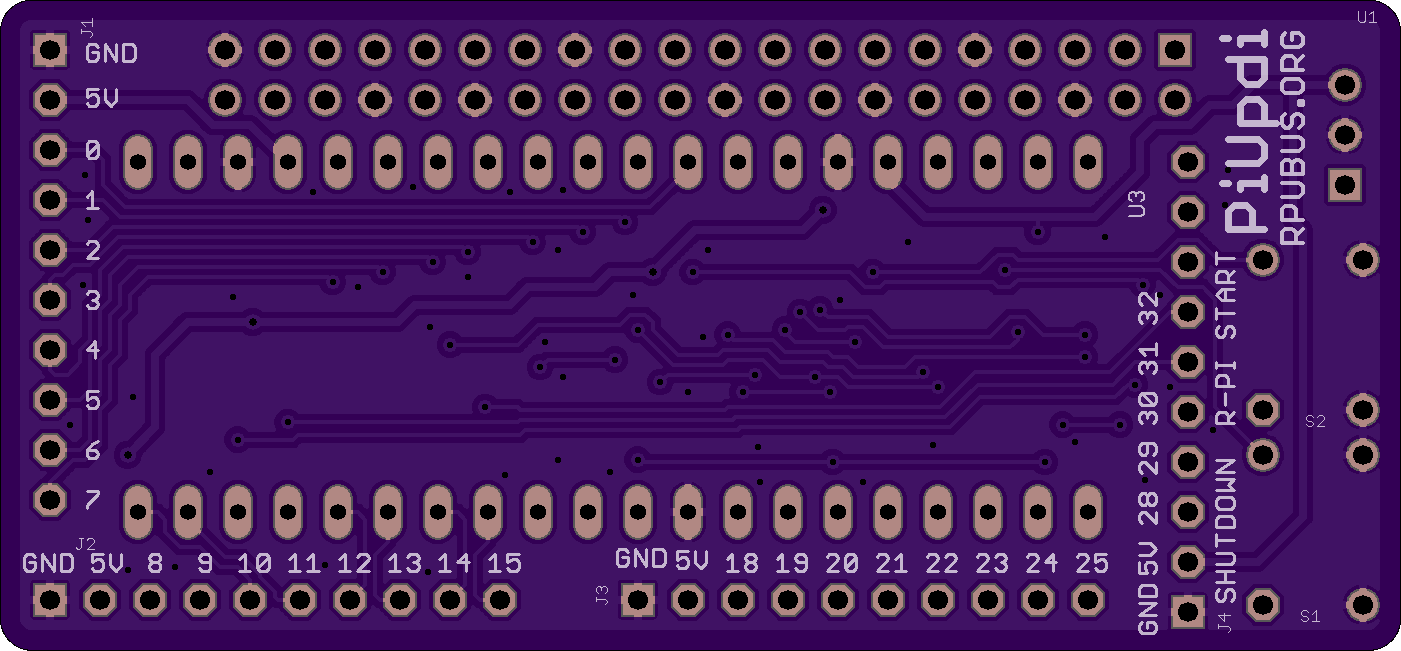 J1
U1
GND
5V
0
1
2
3
4
5
6
7
PiUpdi
RPUBUS.ORG
U3
R-PI START
SHUTDOWN
32
31
30
29
28
5V
GND
S2
J2
GND 5V 8 9 10 11 12 13 14 15
GND 5V 18 19 20 21 22 23 24 25
J3
J4
S1